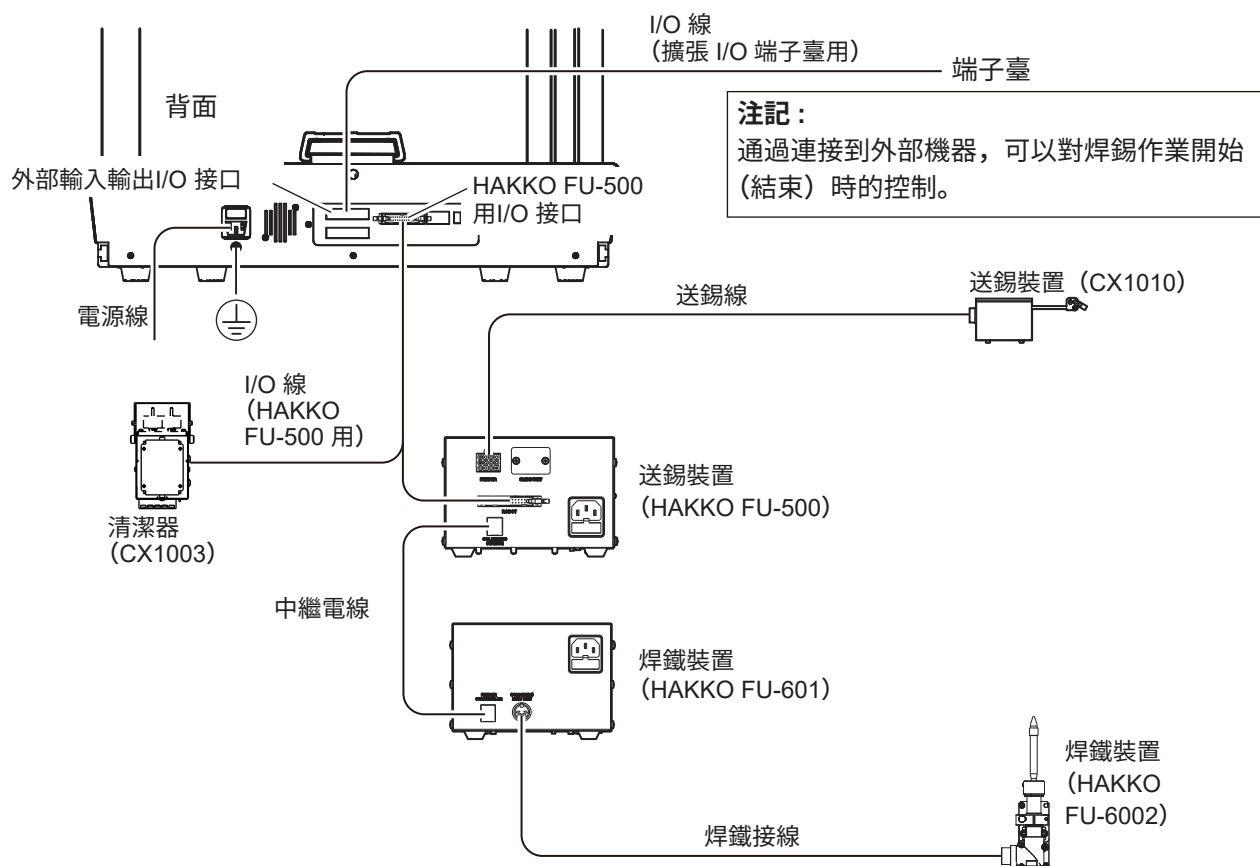 I/O 線
（擴張 I/O 端子臺用）
端子臺
背面
注記 :
通過連接到外部機器，可以對焊錫作業開始
（結束）時的控制。
外部輸入輸出I/O 接口
HAKKO FU-500
用I/O 接口
電源線
送錫線
送錫裝置（CX1010）
I/O 線
（HAKKO
FU-500 用）
清潔器
（CX1003）
送錫裝置
（HAKKO FU-500）
中繼電線
焊鐵裝置
（HAKKO FU-601）
焊鐵裝置
（HAKKO
FU-6002）
焊鐵接線